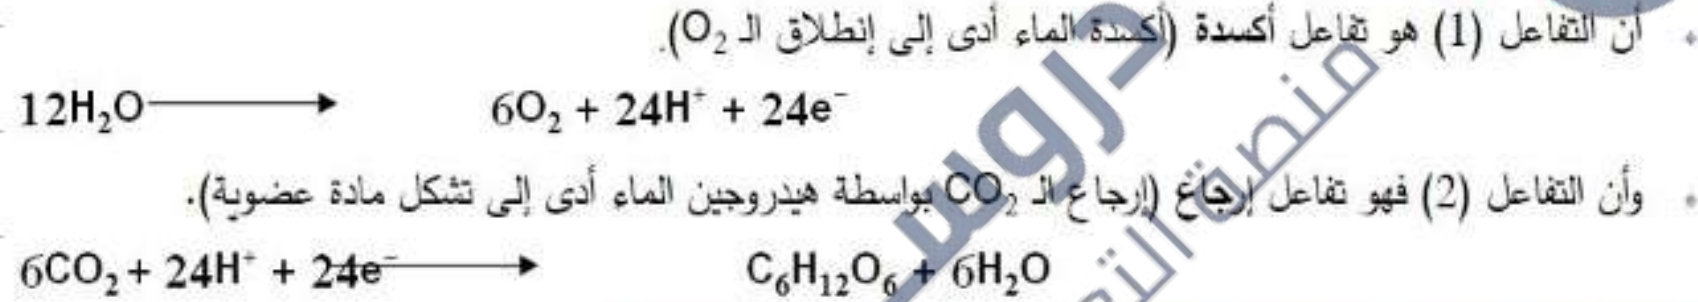 أن التفاعل (1) هو تفاعل أكسدة (أكسدة الماء أدى إلى إنطلاق الـ O₂).
12H₂O → 6O₂ + 24H⁺ + 24e⁻
وأن التفاعل (2) فهو تفاعل إرجاع (إرجاع الـ CO₂ بواسطة هيدروجين الماء أدى إلى تشكل مادة عضوية).
6CO₂ + 24H⁺ + 24e⁻ → C₆H₁₂O₆ + 6H₂O
دروس
منصة